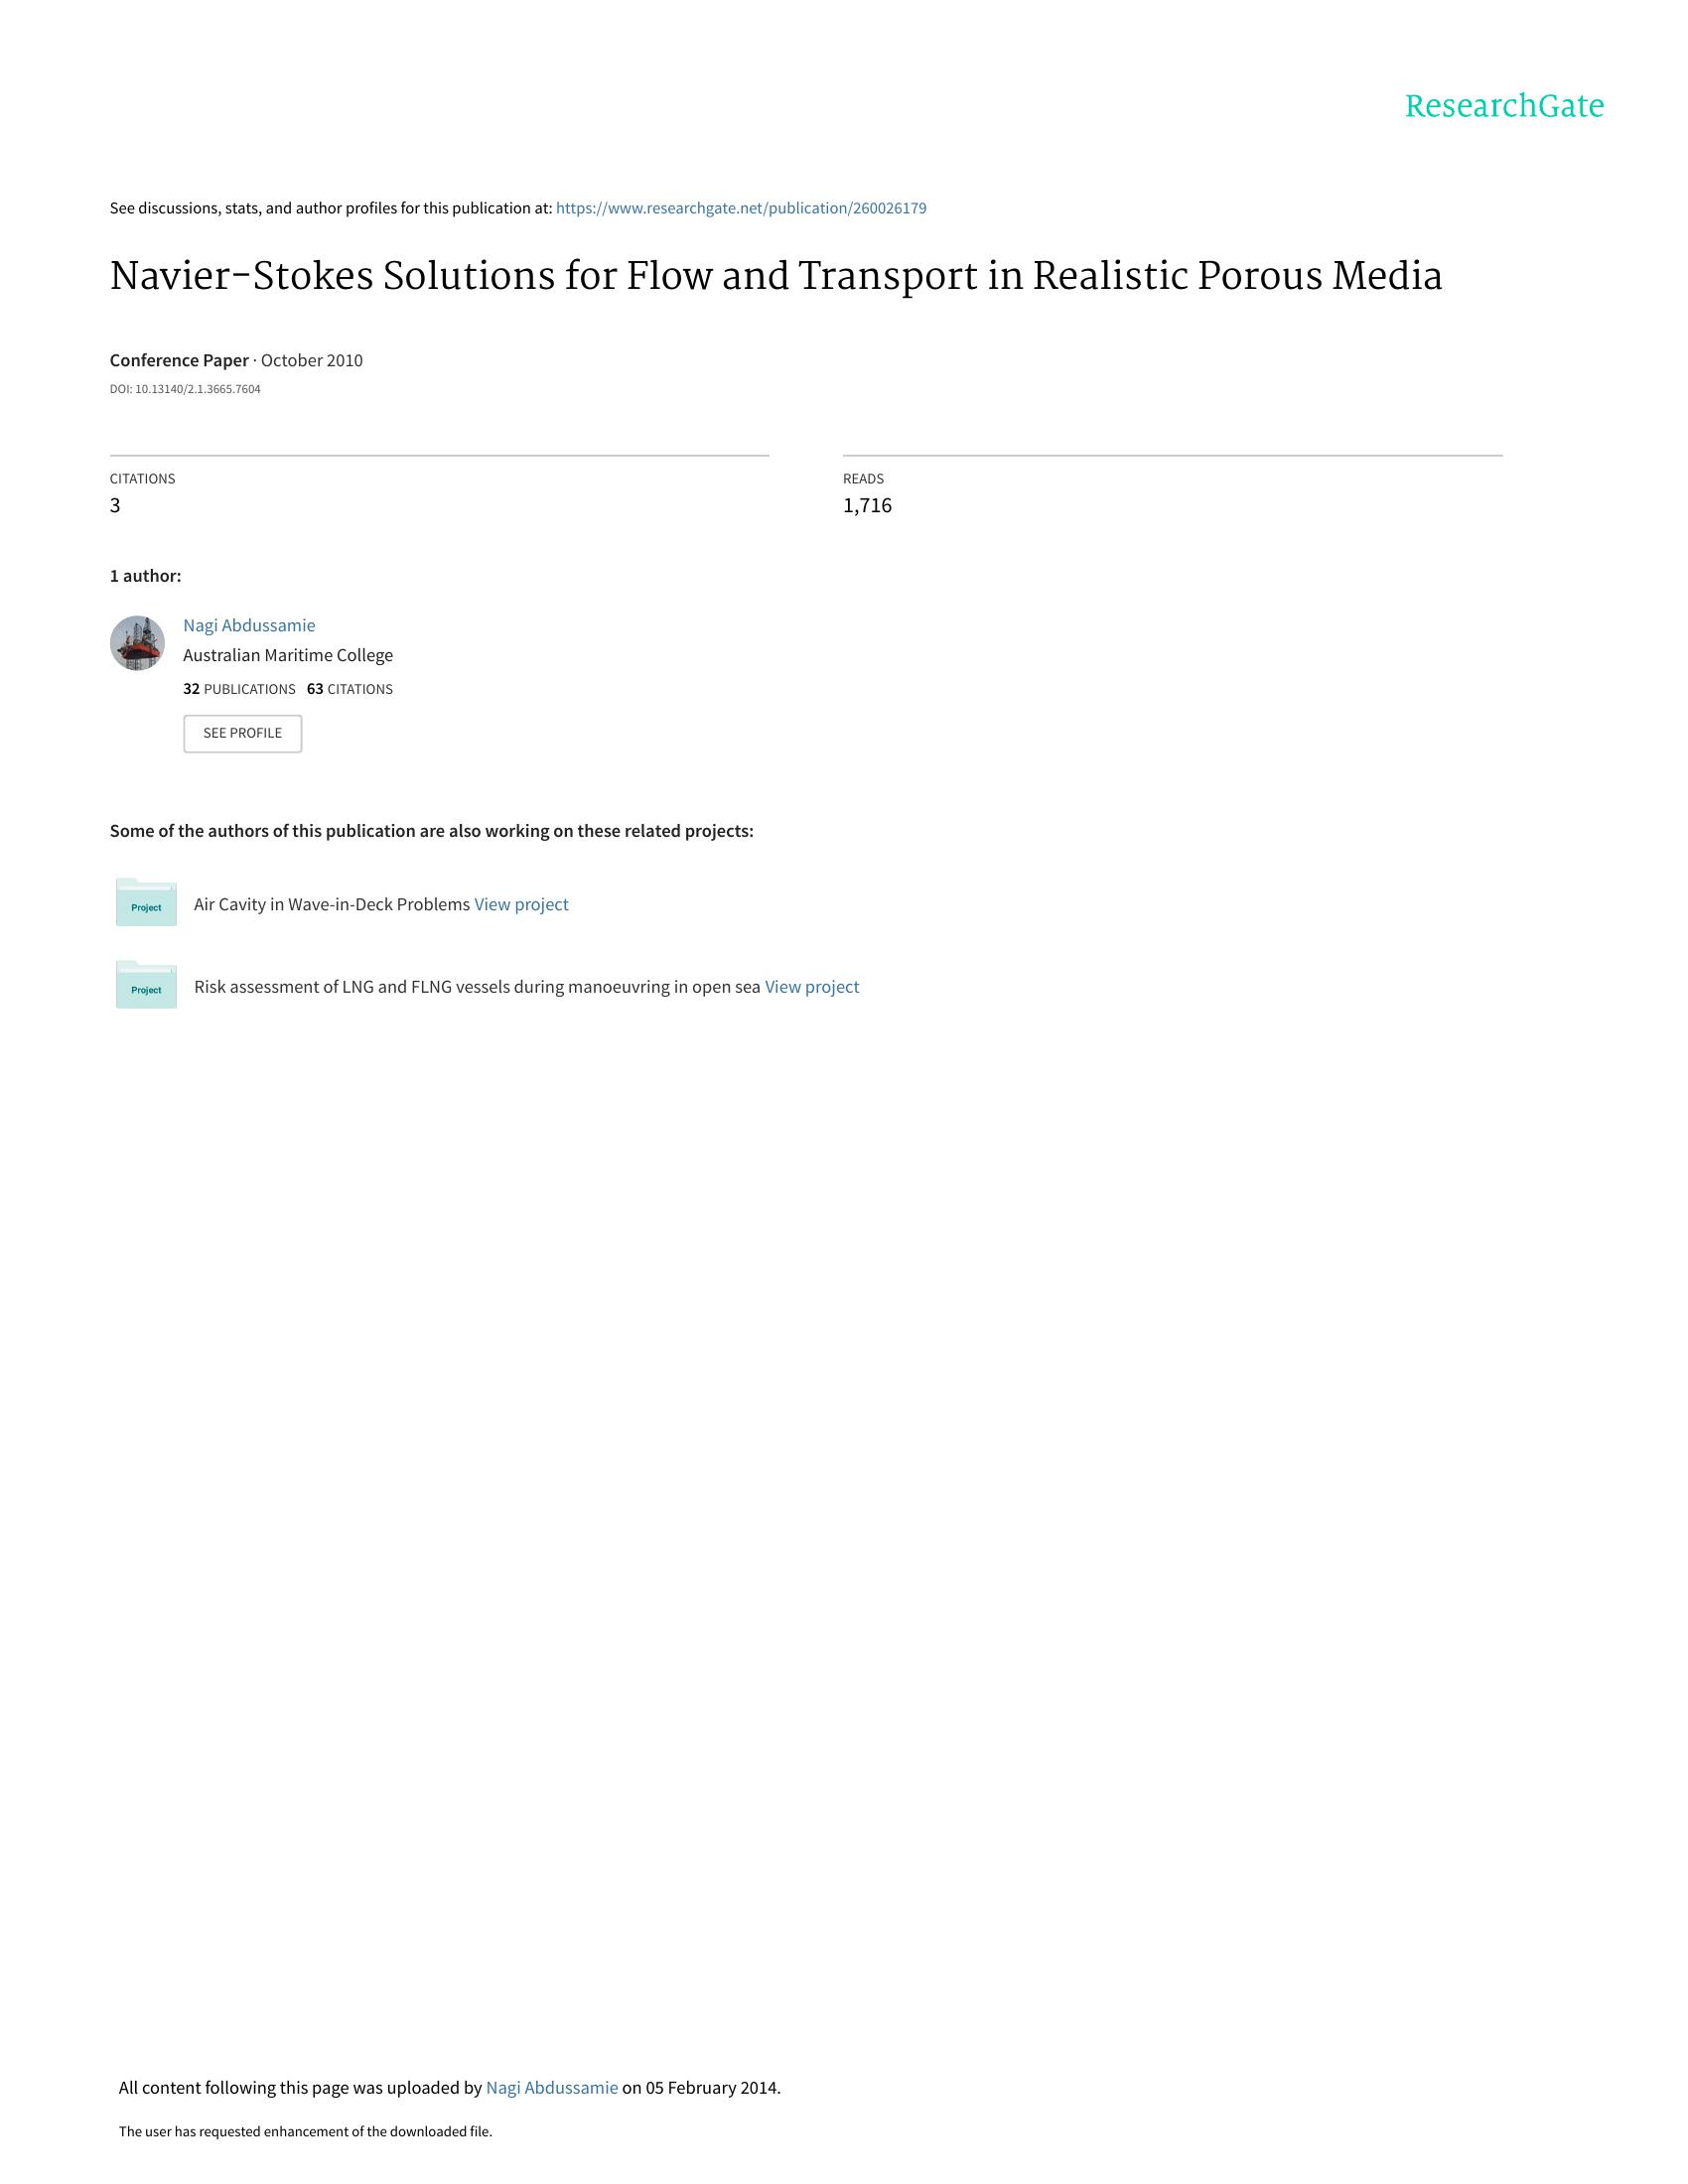 ResearchGate
See discussions, stats, and author profiles for this publication at: https://www.researchgate.net/publication/260026179
Navier-Stokes Solutions for Flow and Transport in Realistic Porous Media
Conference Paper · October 2010
DOI: 10.13140/2.1.3665.7604
CITATIONS
3
READS
1,716
1 author:
Nagi Abdussamie
Australian Maritime College
32 PUBLICATIONS 63 CITATIONS
SEE PROFILE
Some of the authors of this publication are also working on these related projects:
Project
Air Cavity in Wave-in-Deck Problems View project
Project
Risk assessment of LNG and FLNG vessels during manoeuvring in open sea View project
All content following this page was uploaded by Nagi Abdussamie on 05 February 2014.
The user has requested enhancement of the downloaded file.